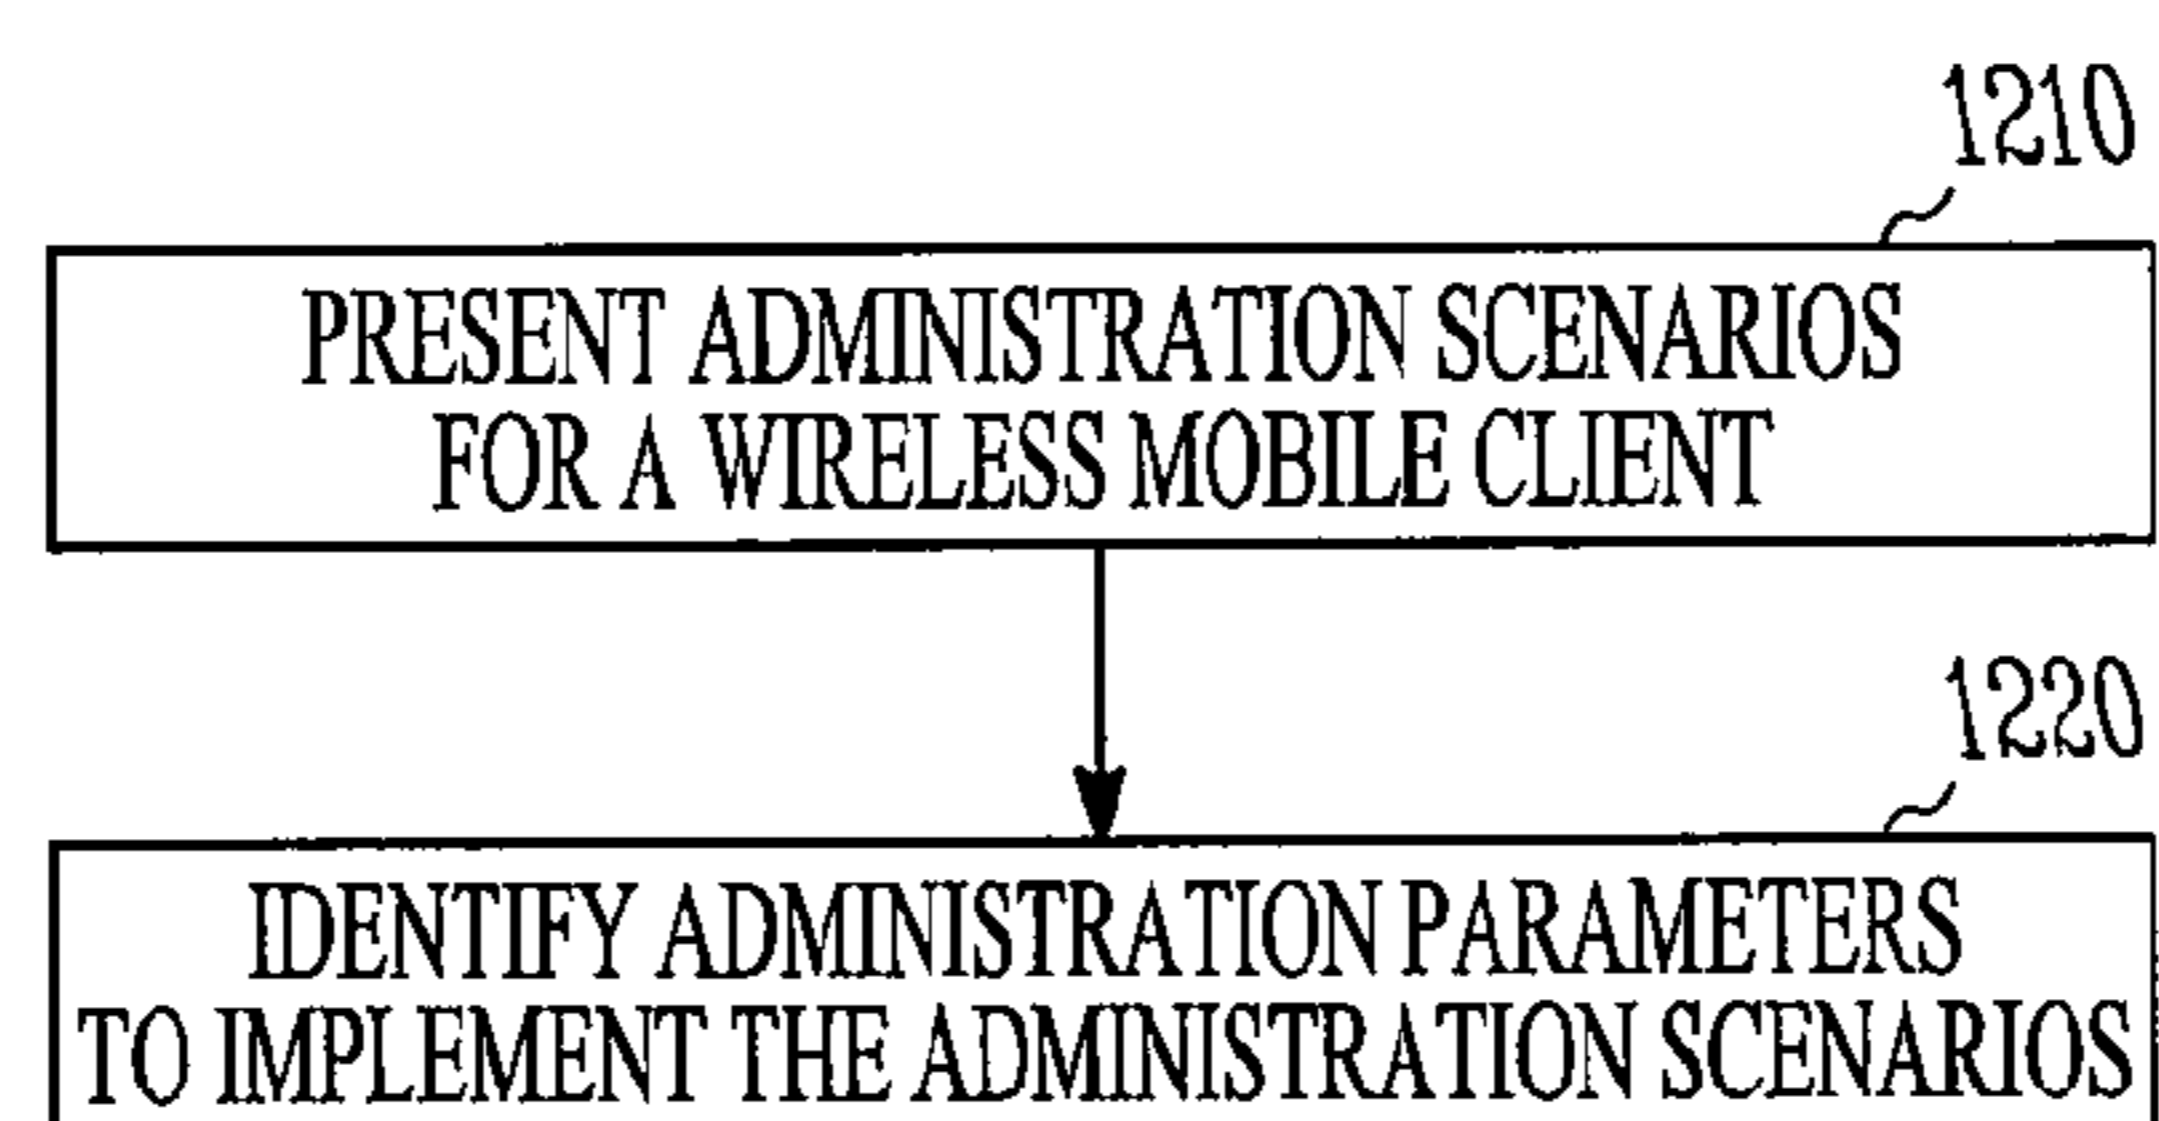 1210
PRESENT ADMINISTRATION SCENARIOS
FOR A WIRELESS MOBILE CLIENT
1220
IDENTIFY ADMINISTRATION PARAMETERS
TO IMPLEMENT THE ADMINISTRATION SCENARIOS